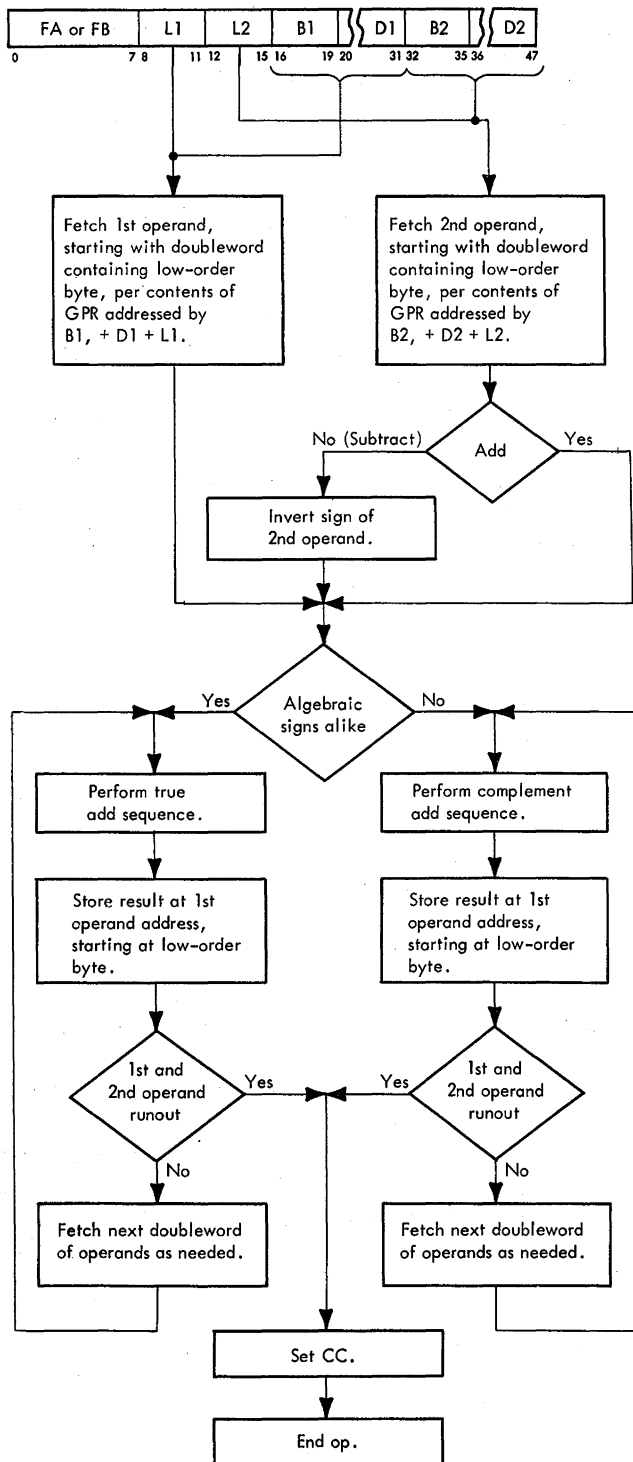 FA or FB L1 L2 B1 D1 B2 D2
0 7 8 11 12 15 16 19 20 31 32 35 36 47
Fetch 1st operand,
starting with doubleword
containing low-order
byte, per contents of
GPR addressed by
B1, + D1 + L1.
Fetch 2nd operand,
starting with doubleword
containing low-order
byte, per contents of
GPR addressed by
B2, + D2 + L2.
No (Subtract)
Add
Yes
Invert sign of
2nd operand.
Yes
Algebraic
signs alike
No
Perform true
add sequence.
Perform complement
add sequence.
Store result at 1st
operand address,
starting at low-order
byte.
Store result at 1st
operand address,
starting at low-order
byte.
1st and
2nd operand
runout
Yes
Yes
1st and
2nd operand
runout
No
No
Fetch next doubleword
of operands as needed.
Fetch next doubleword
of operands as needed.
Set CC.
End op.